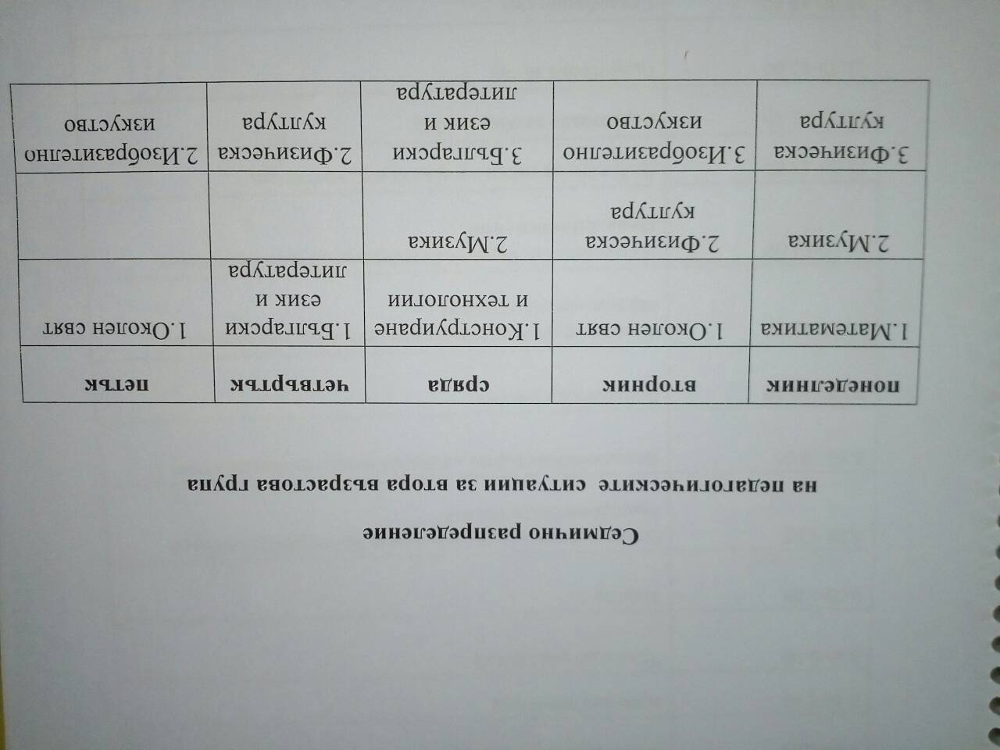 Седмично разпределение
на педагогическите ситуации за втора възрастова група
понеделник вторник сряда четвъртък петък
1.Математика 1.Околен свят 1.Конструиране и технологии 1.Български език и литература 1.Околен свят
2.Музика 2.Физическа култура 2.Музика
3.Физическа култура 3.Изобразително изкуство 3.Български език и литература 2.Физическа култура 2.Изобразително изкуство